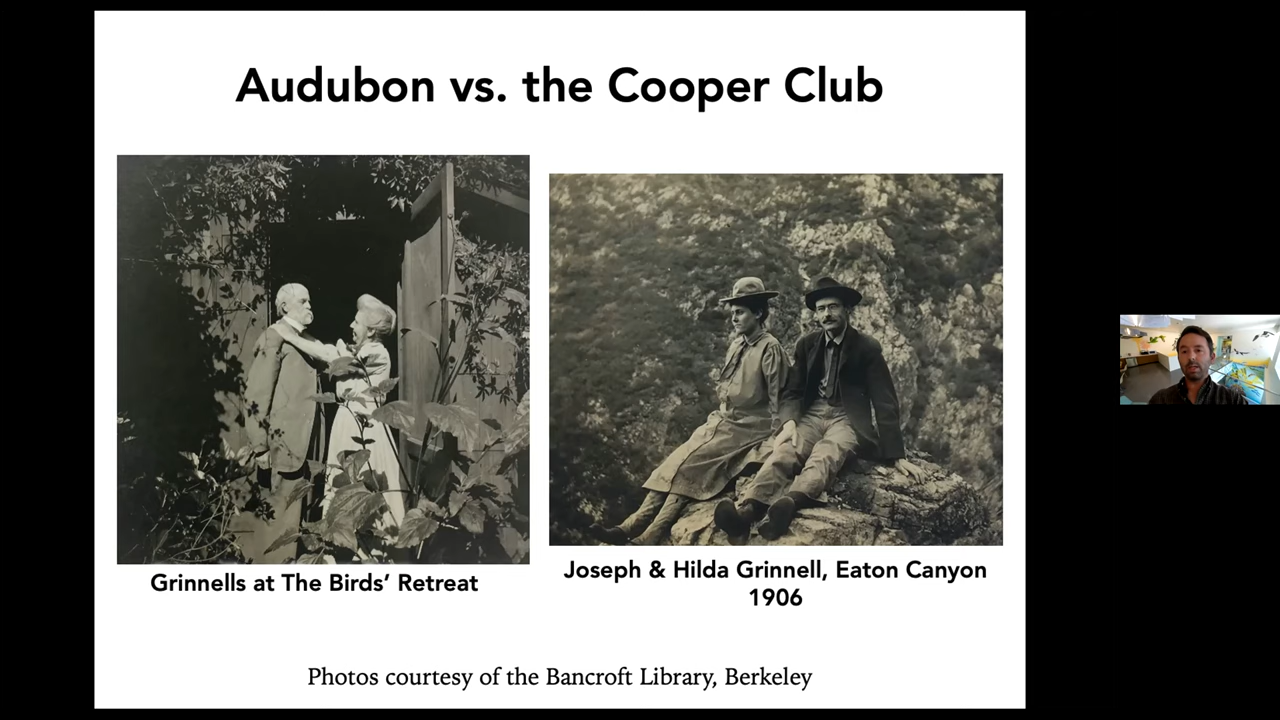 Audubon vs. the Cooper Club
Grinnells at The Birds’ Retreat
Joseph & Hilda Grinnell, Eaton Canyon
1906
Photos courtesy of the Bancroft Library, Berkeley